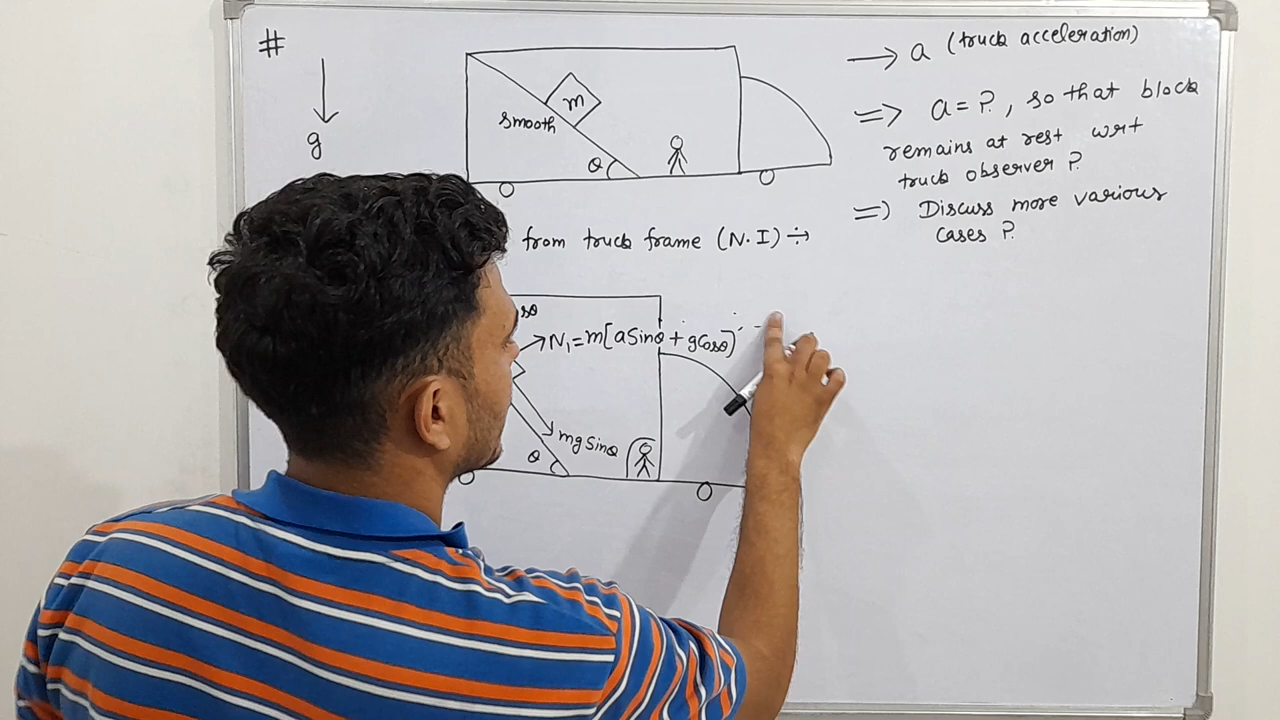 #
g
m
smooth
θ
→ a (truck acceleration)
=> a = ?, so that block
remains at rest wrt
truck observer ?
=) Discuss more various
cases ?
from truck frame (N.I) ÷
N₁ = m[a Sinθ + g Cosθ]
mg Sinθ
θ